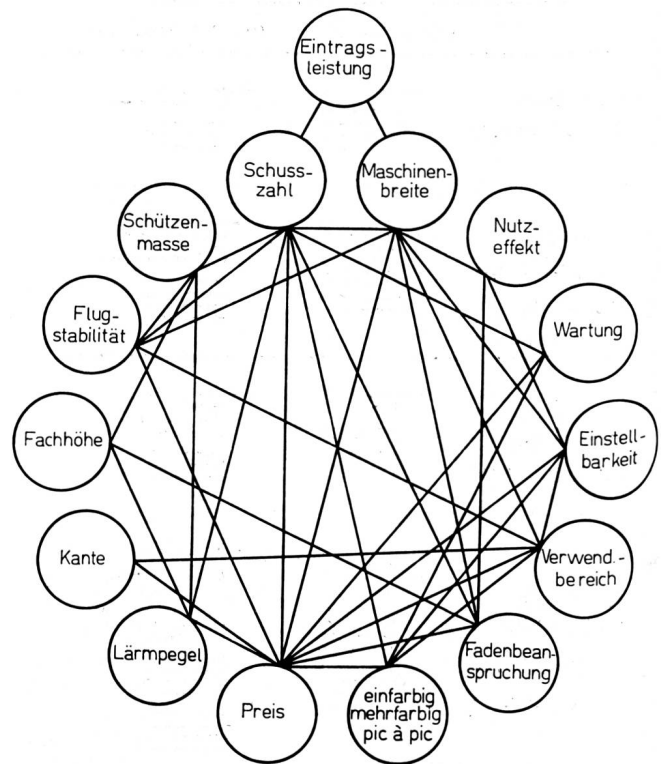 Eintrags-
leistung
Schuss-
zahl
Maschinen-
breite
Schützen-
masse
Nutz-
effekt
Flug-
stabilität
Wartung
Fachhöhe
Einstell-
barkeit
Kante
Verwend.-
bereich
Lärmpegel
Fadenbean-
spruchung
Preis
einfarbig
mehrfarbig
pic à pic